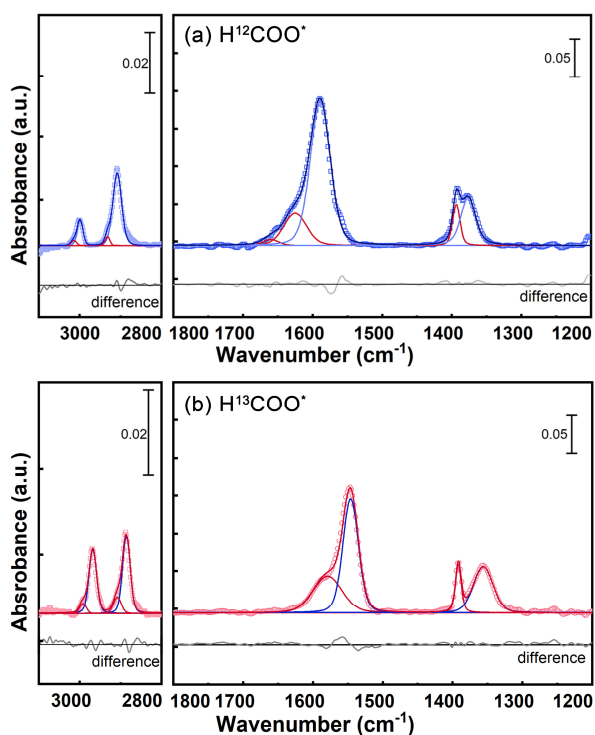 (a) H¹²COO*
0.02
0.05
Absrobance (a.u.)
difference
difference
3000 2800
1800 1700 1600 1500 1400 1300 1200
Wavenumber (cm⁻¹)
(b) H¹³COO*
0.02
0.05
Absrobance (a.u.)
difference
difference
3000 2800
1800 1700 1600 1500 1400 1300 1200
Wavenumber (cm⁻¹)